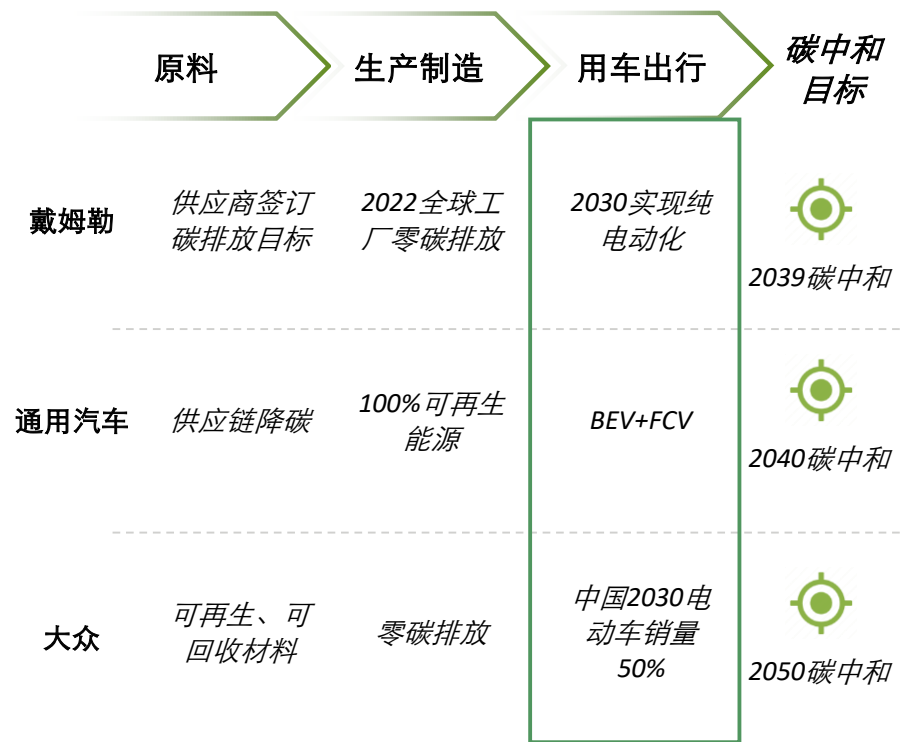 原料
生产制造
用车出行
碳中和
目标
戴姆勒
供应商签订
碳排放目标
2022全球工
厂零碳排放
2030实现纯
电动化
2039碳中和
通用汽车
供应链降碳
100%可再生
能源
BEV+FCV
2040碳中和
大众
可再生、可
回收材料
零碳排放
中国2030电
动车销量
50%
2050碳中和